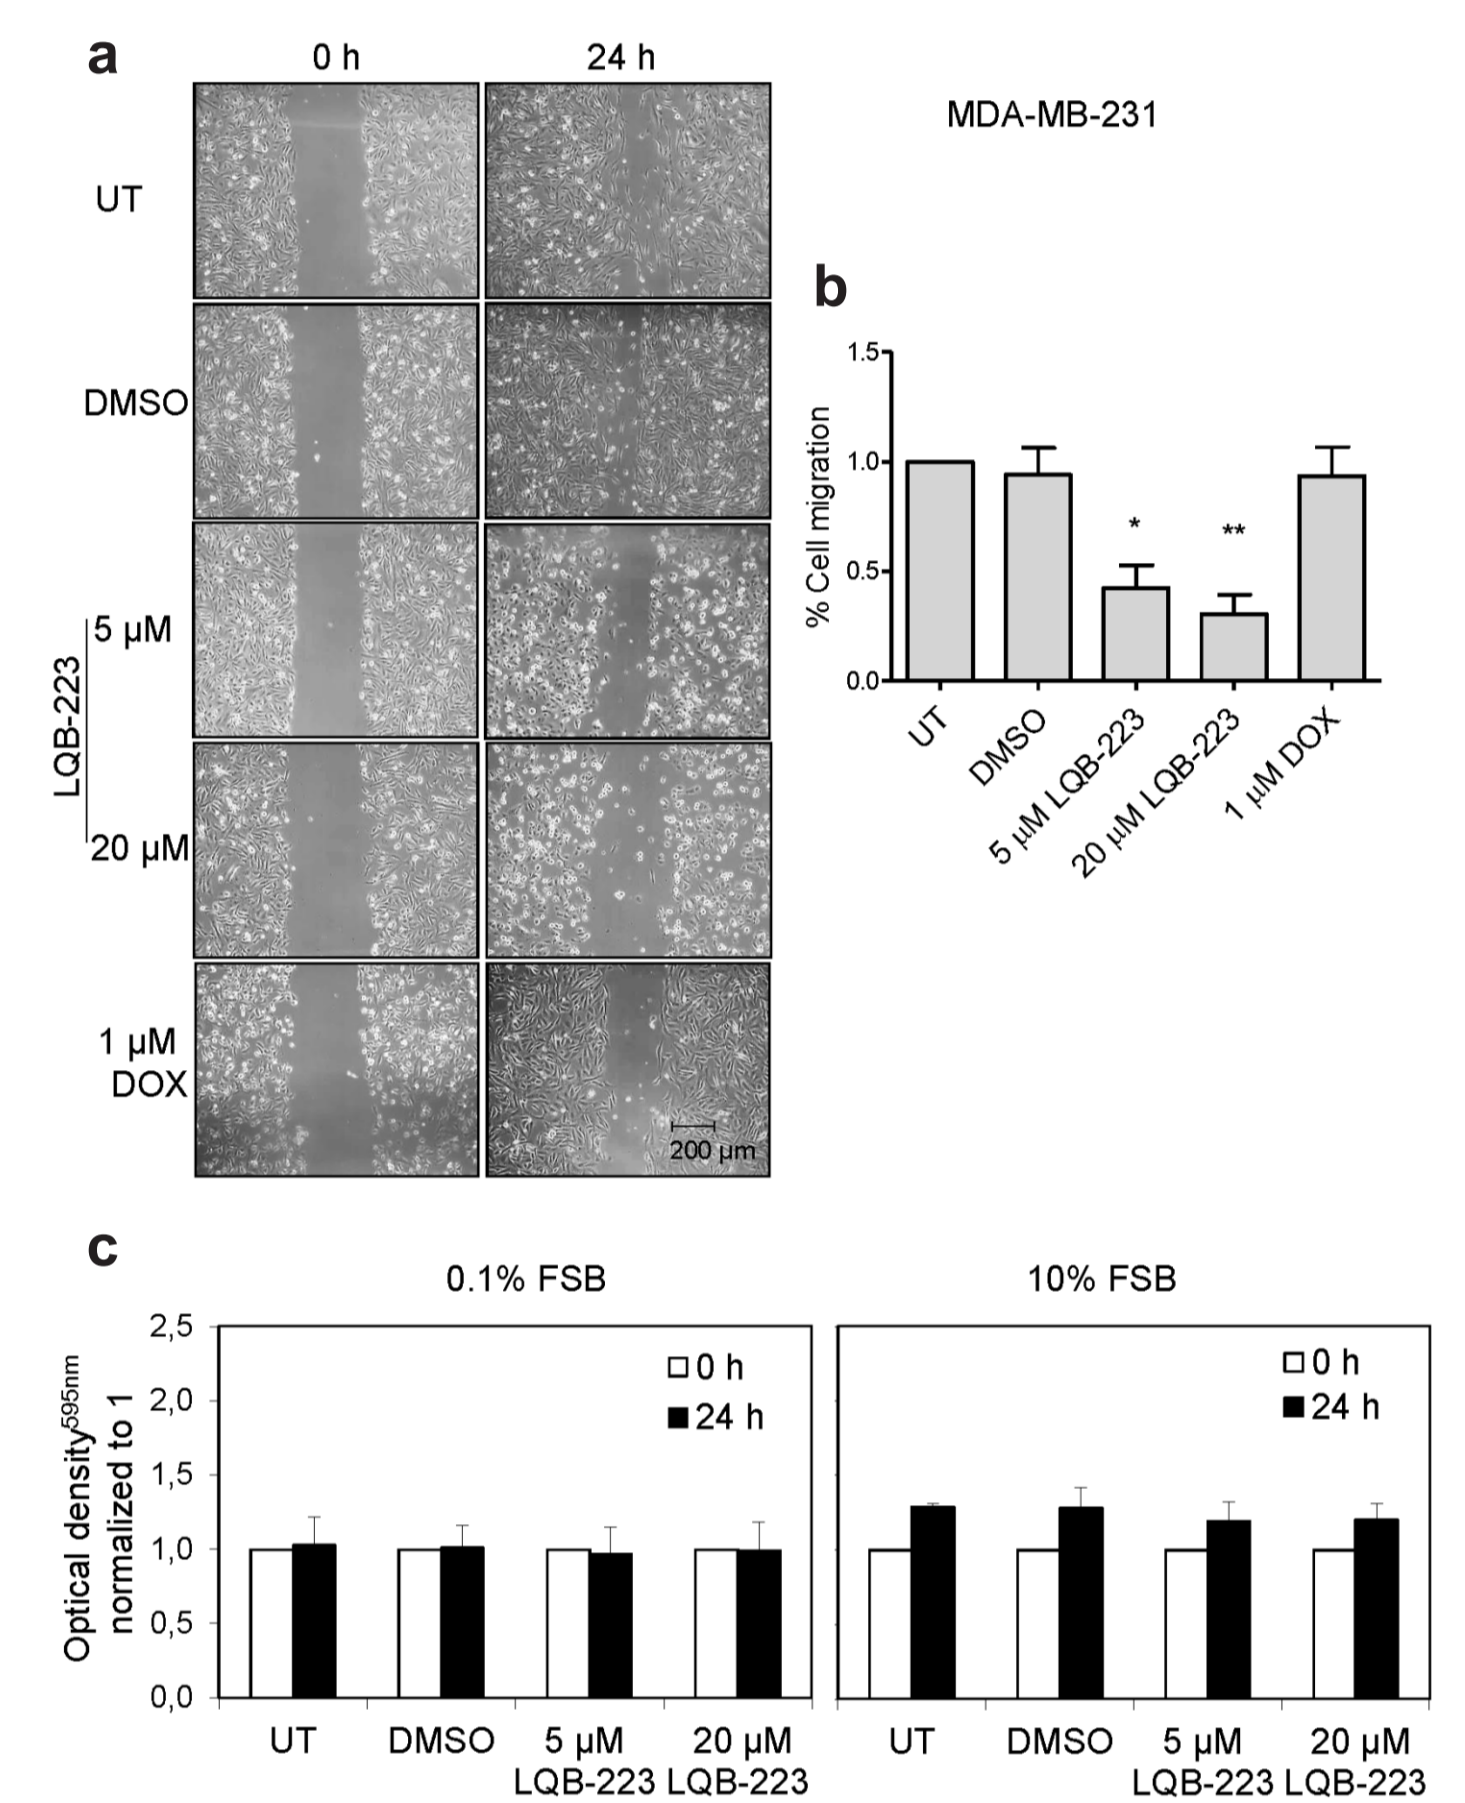 a
0 h
24 h
MDA-MB-231
UT
DMSO
LQB-223
5 µM
20 µM
1 µM
DOX
200 µm
b
% Cell migration
1.5
1.0
0.5
0.0
*
**
UT
DMSO
5 µM LQB-223
20 µM LQB-223
1 µM DOX
c
0.1% FSB
10% FSB
Optical density595nm
normalized to 1
2,5
2,0
1,5
1,0
0,5
0,0
0 h
24 h
0 h
24 h
UT
DMSO
5 µM
LQB-223
20 µM
LQB-223
UT
DMSO
5 µM
LQB-223
20 µM
LQB-223